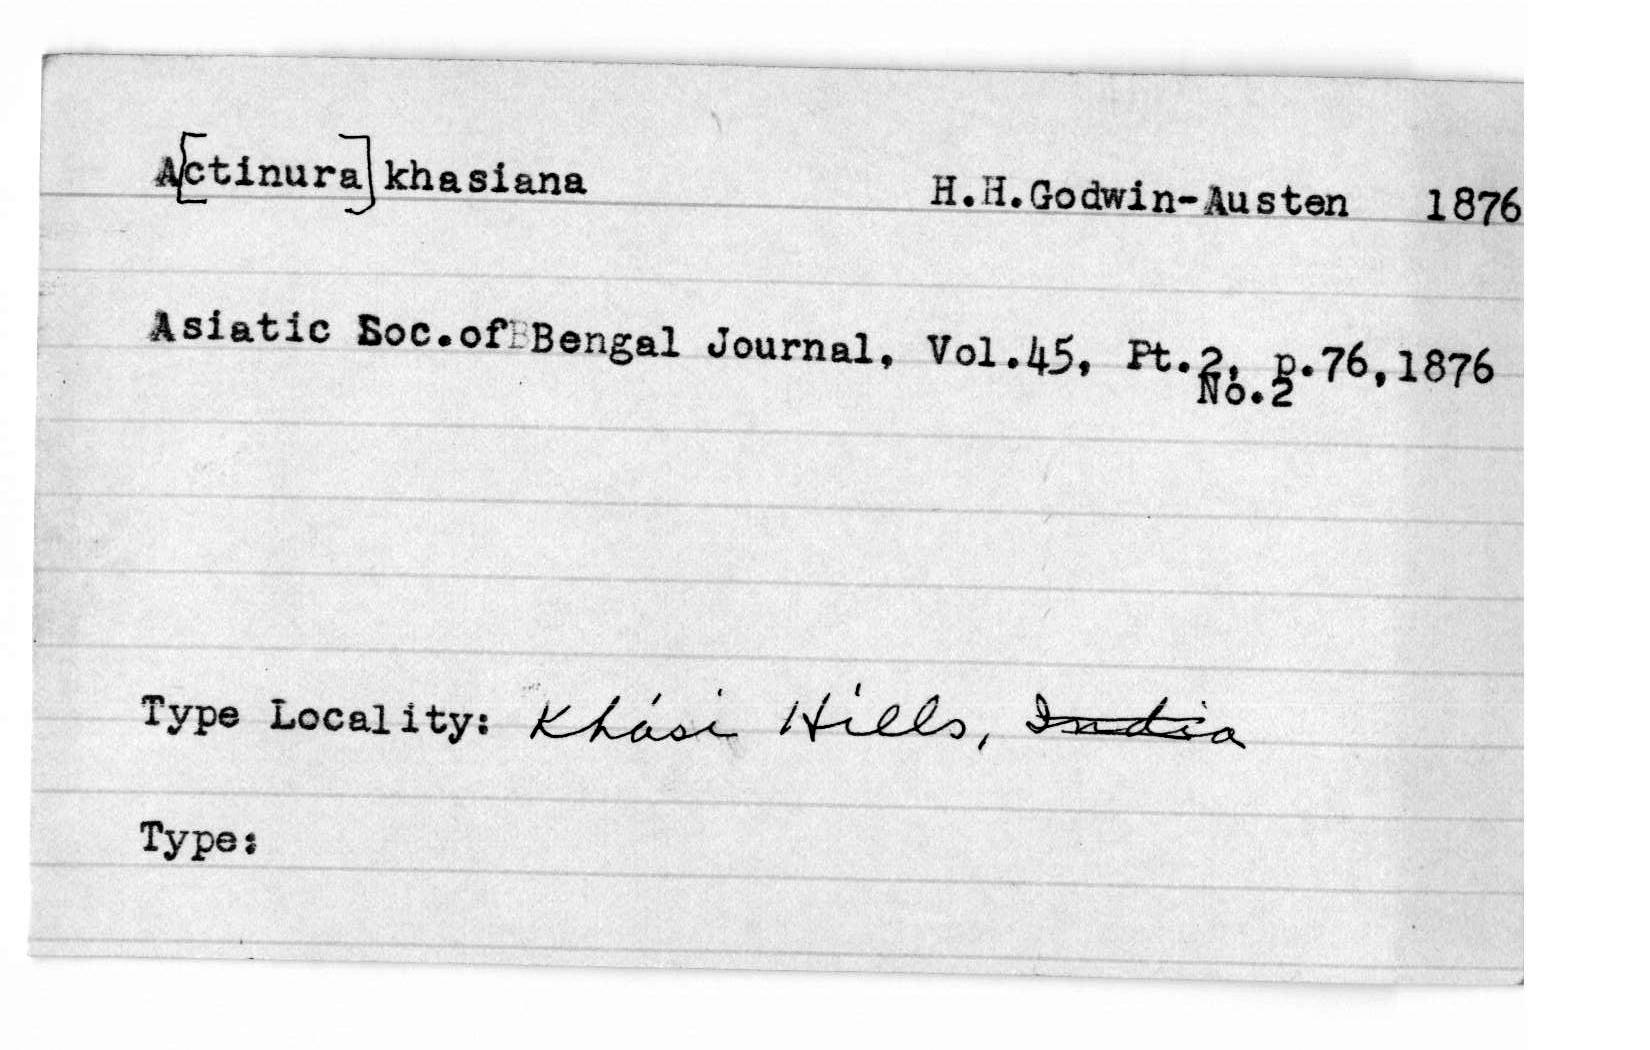 A[ctinura] khasiana H.H.Godwin-Austen 1876
Asiatic Soc.of Bengal Journal, Vol.45, Pt.2, p.76,1876
No.2
Type Locality: Khási Hills, India
Type: